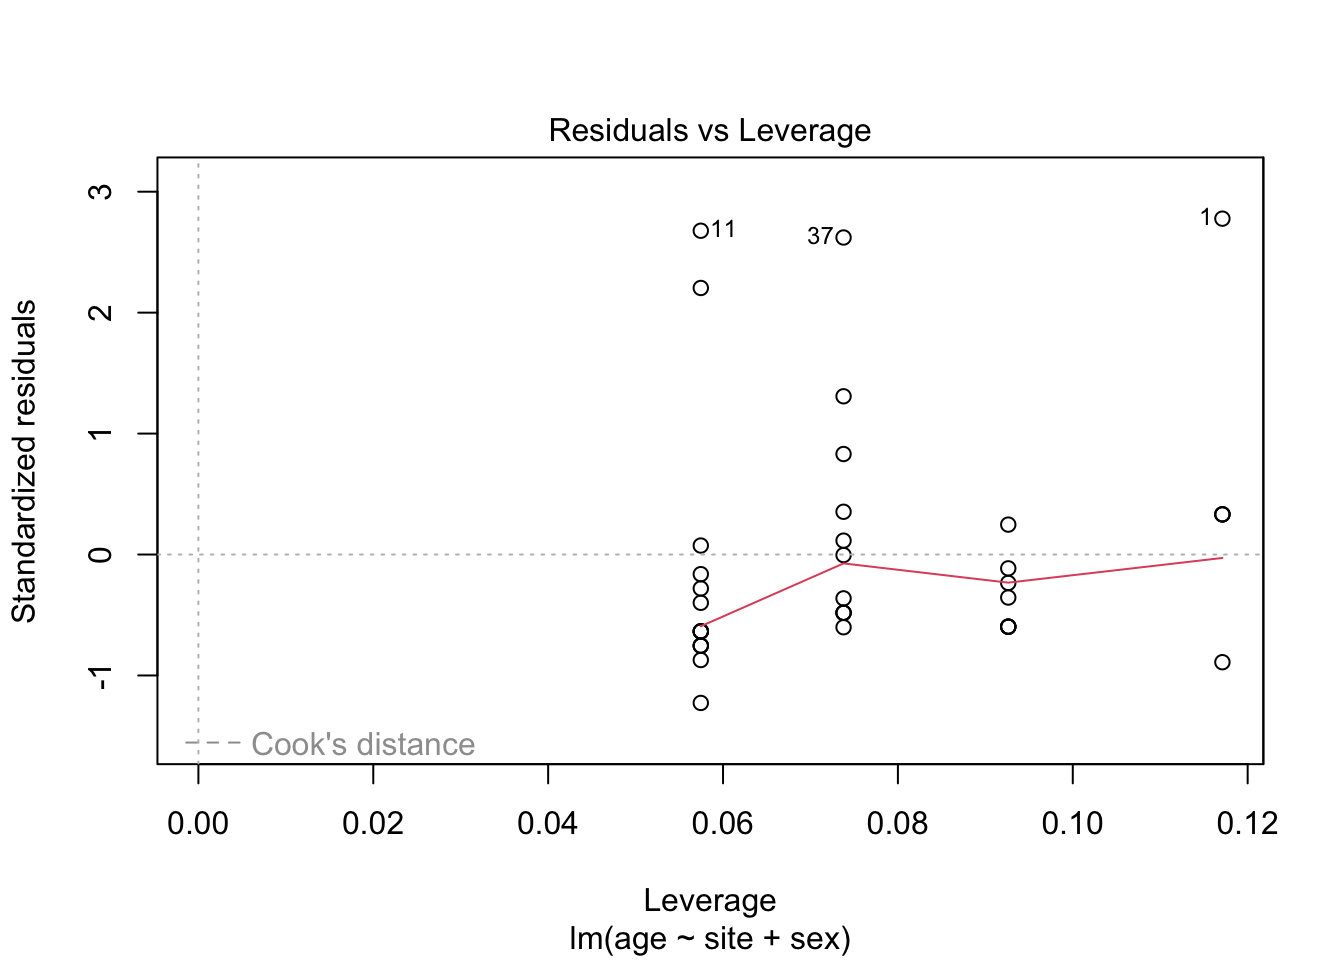 Residuals vs Leverage
Standardized residuals
3
2
1
0
-1
11
37
1
Cook's distance
0.00 0.02 0.04 0.06 0.08 0.10 0.12
Leverage
lm(age ~ site + sex)